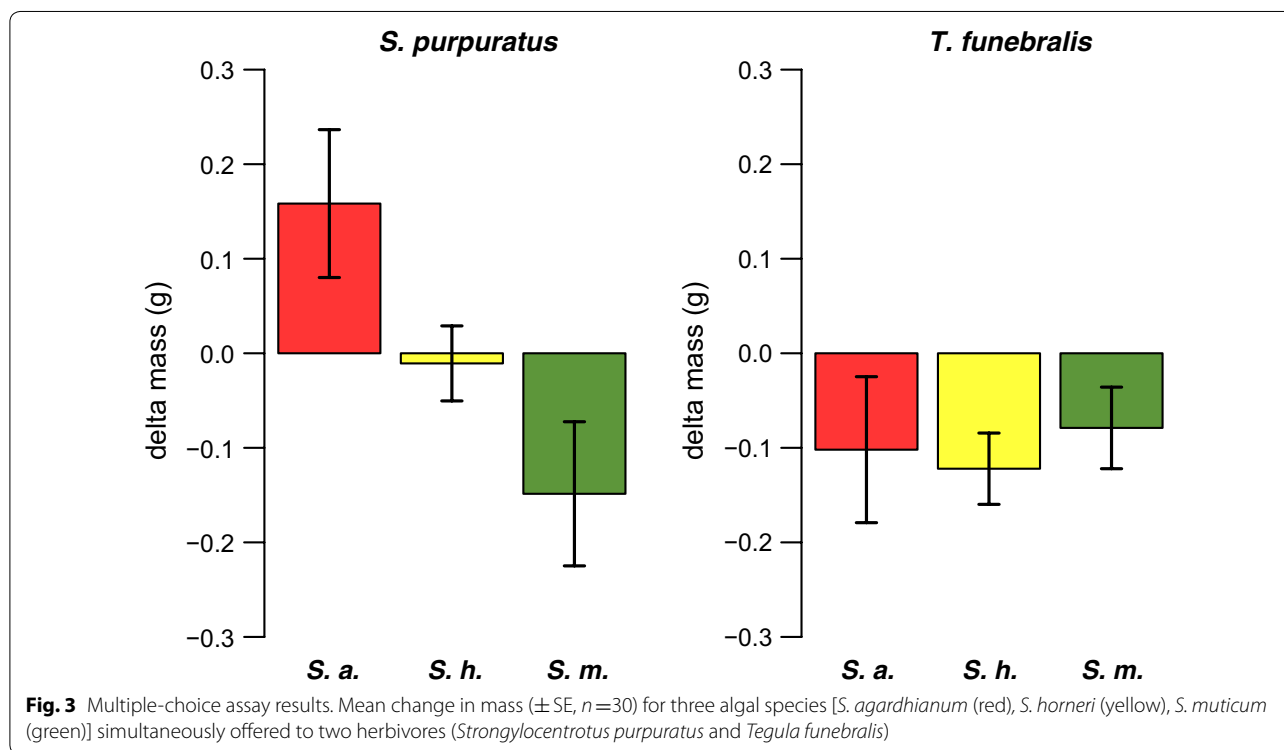 S. purpuratus
T. funebralis
delta mass (g)
0.3
0.2
0.1
0.0
−0.1
−0.2
−0.3
S. a.
S. h.
S. m.
delta mass (g)
0.3
0.2
0.1
0.0
−0.1
−0.2
−0.3
S. a.
S. h.
S. m.
Fig. 3 Multiple-choice assay results. Mean change in mass (± SE, n = 30) for three algal species [S. agardhianum (red), S. horneri (yellow), S. muticum
(green)] simultaneously offered to two herbivores (Strongylocentrotus purpuratus and Tegula funebralis)